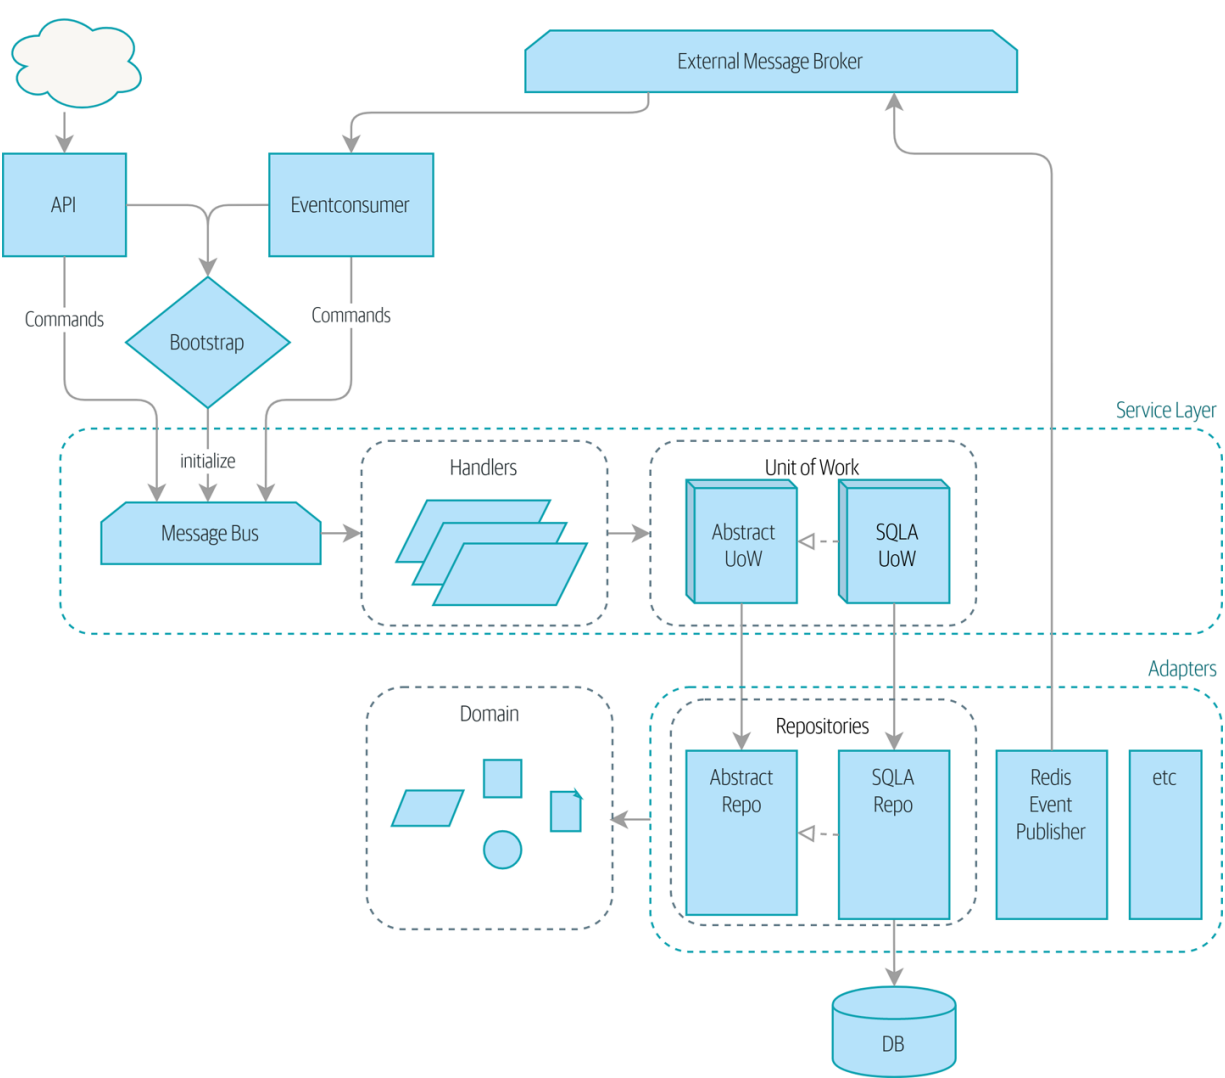 External Message Broker
API
Eventconsumer
Commands
Commands
Bootstrap
Service Layer
initialize
Handlers
Unit of Work
Message Bus
Abstract
UoW
SQLA
UoW
Adapters
Domain
Repositories
Abstract
Repo
SQLA
Repo
Redis
Event
Publisher
etc
DB